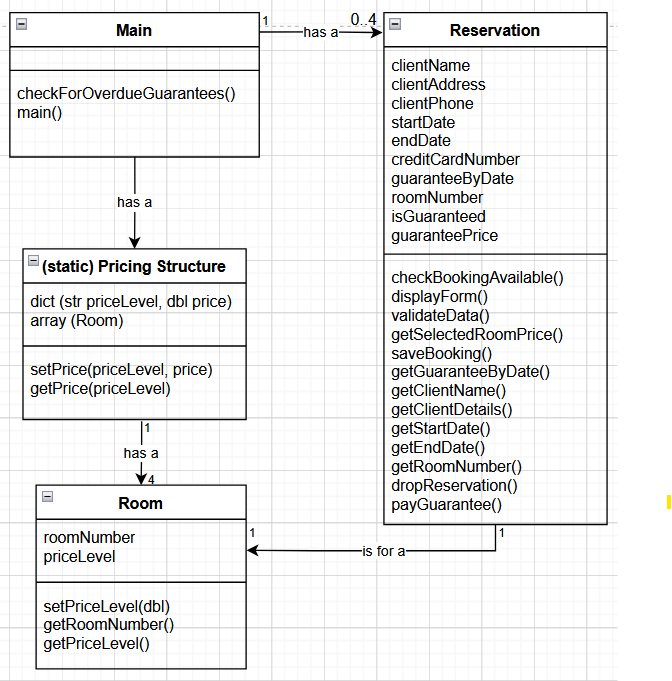 Main
checkForOverdueGuarantees()
main()
1
has a
0..4
Reservation
clientName
clientAddress
clientPhone
startDate
endDate
creditCardNumber
guaranteeByDate
roomNumber
isGuaranteed
guaranteePrice
checkBookingAvailable()
displayForm()
validateData()
getSelectedRoomPrice()
saveBooking()
getGuaranteeByDate()
getClientName()
getClientDetails()
getStartDate()
getEndDate()
getRoomNumber()
dropReservation()
payGuarantee()
has a
(static) Pricing Structure
dict (str priceLevel, dbl price)
array (Room)
setPrice(priceLevel, price)
getPrice(priceLevel)
1
has a
4
Room
roomNumber
priceLevel
setPriceLevel(dbl)
getRoomNumber()
getPriceLevel()
1
is for a
1